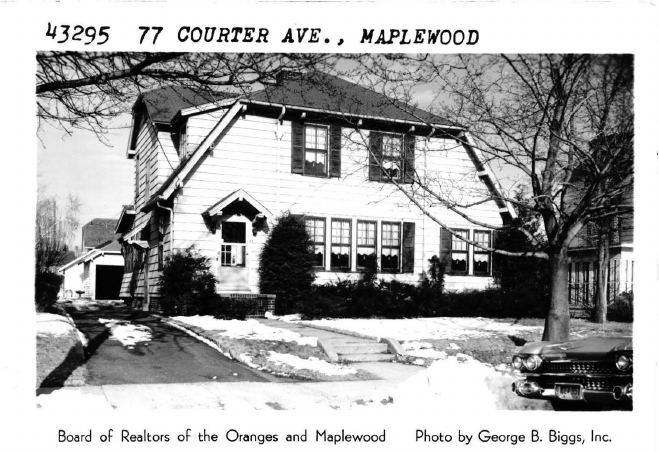 43295 77 COURTER AVE., MAPLEWOOD
Board of Realtors of the Oranges and Maplewood Photo by George B. Biggs, Inc.